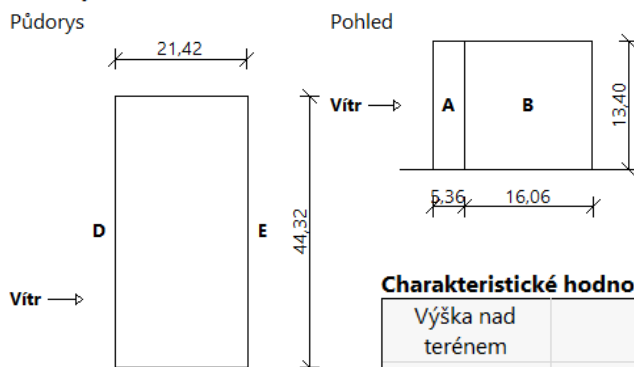 Půdorys
21,42
D
E
44,32
Vítr
Pohled
Vítr
A
B
13,40
5,36
16,06
Charakteristické hodno
Výška nad
terénem